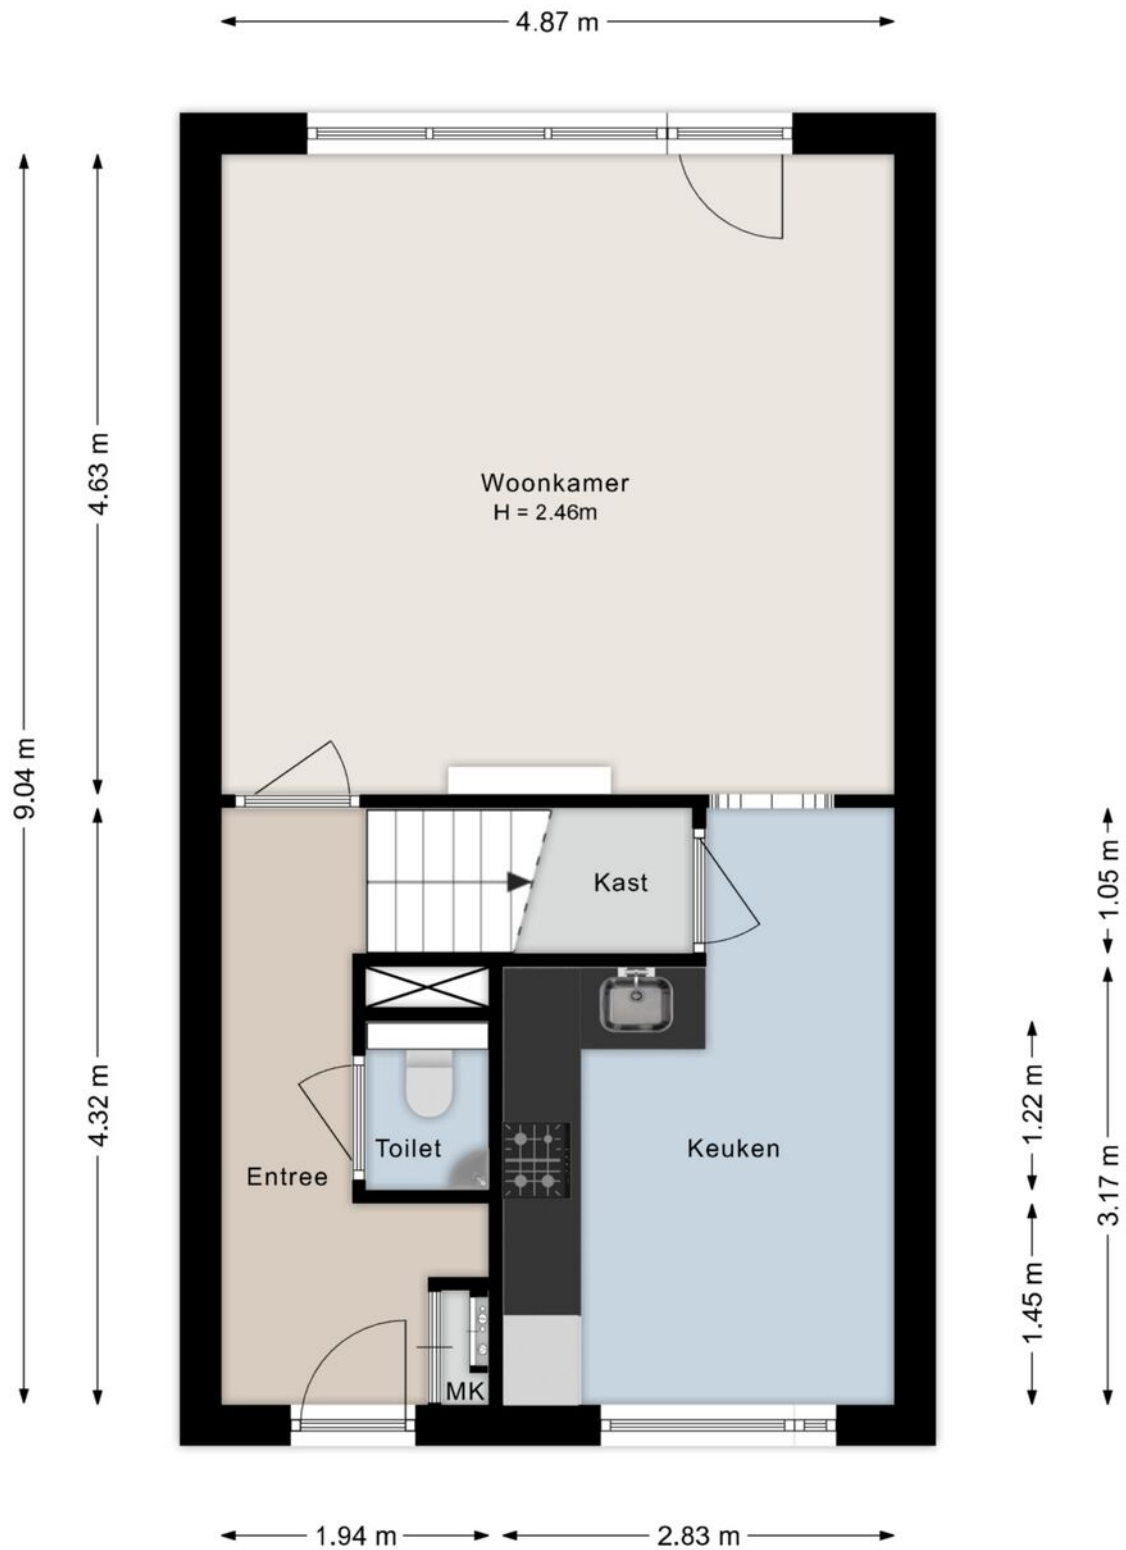 4.87 m
4.63 m
9.04 m
Woonkamer
H = 2.46m
Kast
1.05 m
4.32 m
1.22 m
Toilet
Keuken
Entree
3.17 m
1.45 m
MK
1.94 m
2.83 m